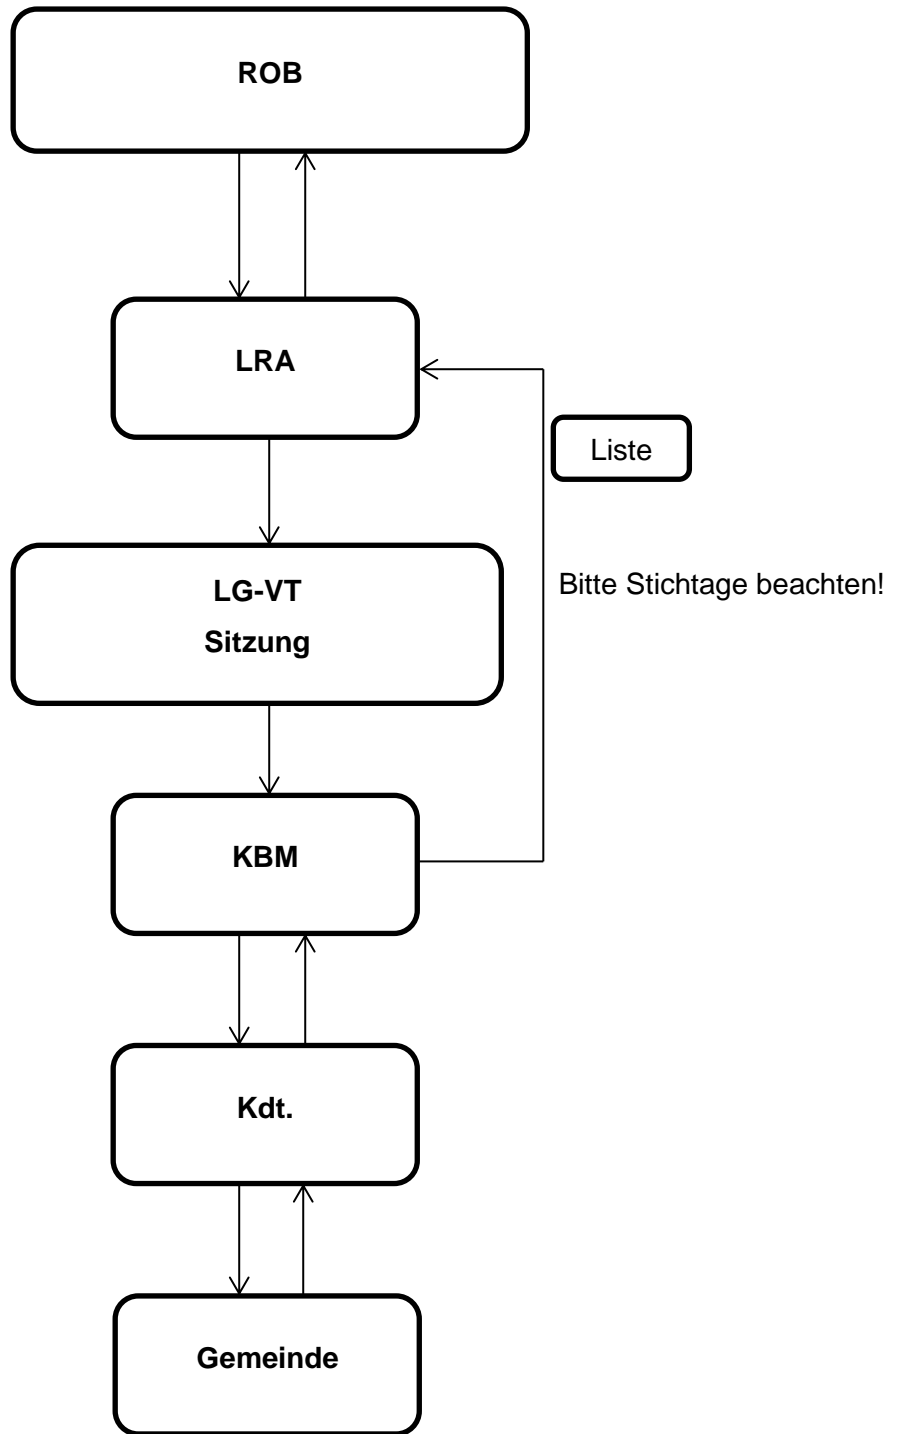 ROB
LRA
Liste
LG-VT
Sitzung
Bitte Stichtage beachten!
KBM
Kdt.
Gemeinde